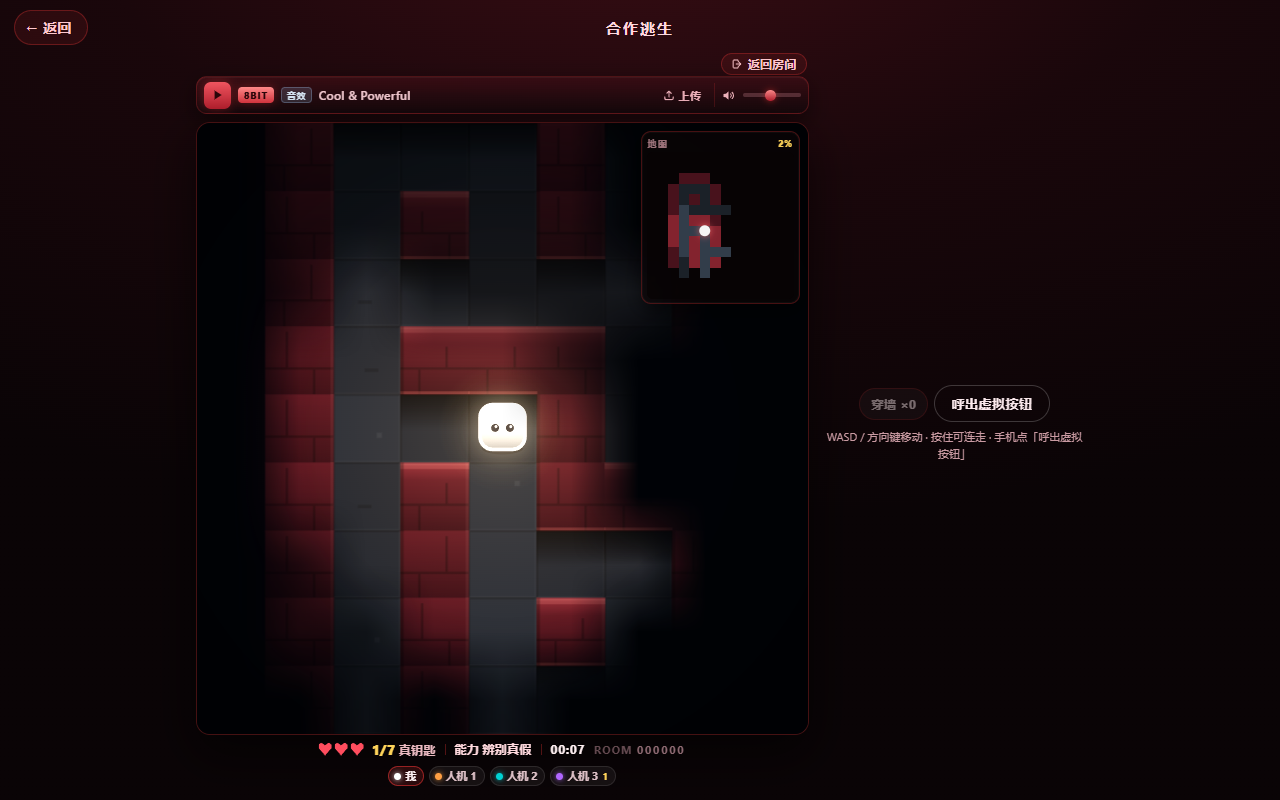 ← 返回
合作逃生
返回房间
8BIT 音效 Cool & Powerful 上传
地图 2%
穿墙 ×0 呼出虚拟按钮
WASD / 方向键移动 · 按住可连走 · 手机点「呼出虚拟
按钮」
1/7 真钥匙 能力 辨别真假 00:07 ROOM 000000
我 人机 1 人机 2 人机 3 1